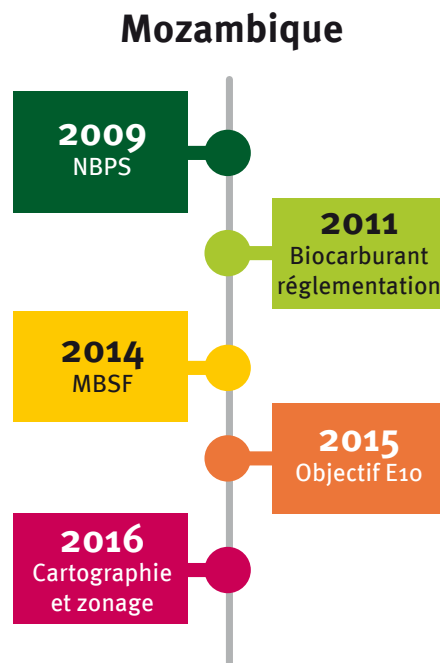 Mozambique
2009
NBPS
2011
Biocarburant
réglementation
2014
MBSF
2015
Objectif E10
2016
Cartographie
et zonage